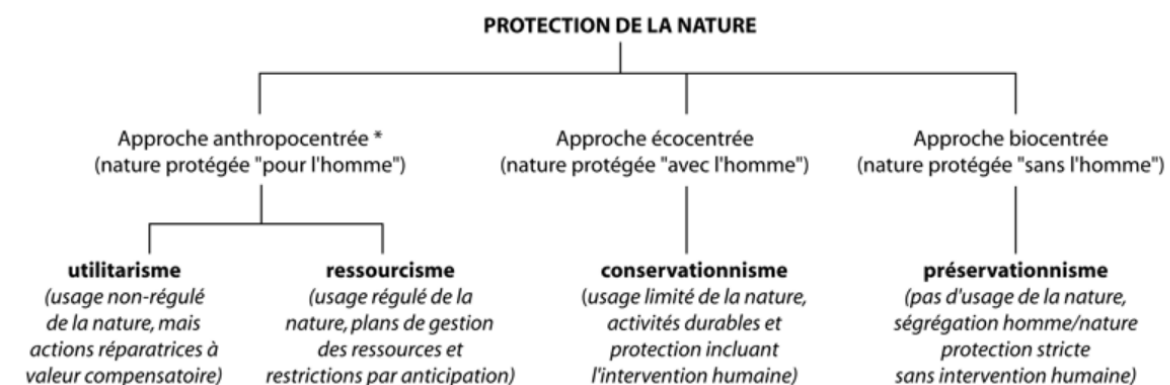 PROTECTION DE LA NATURE
Approche anthropocentrée *
(nature protégée "pour l'homme")
Approche écocentrée
(nature protégée "avec l'homme")
Approche biocentrée
(nature protégée "sans l'homme")
utilitarisme
(usage non-régulé
de la nature, mais
actions réparatrices à
valeur compensatoire)
ressourcisme
(usage régulé de la
nature, plans de gestion
des ressources et
restrictions par anticipation)
conservationnisme
(usage limité de la nature,
activités durables et
protection incluant
l'intervention humaine)
préservationnisme
(pas d'usage de la nature,
ségrégation homme/nature
protection stricte
sans intervention humaine)